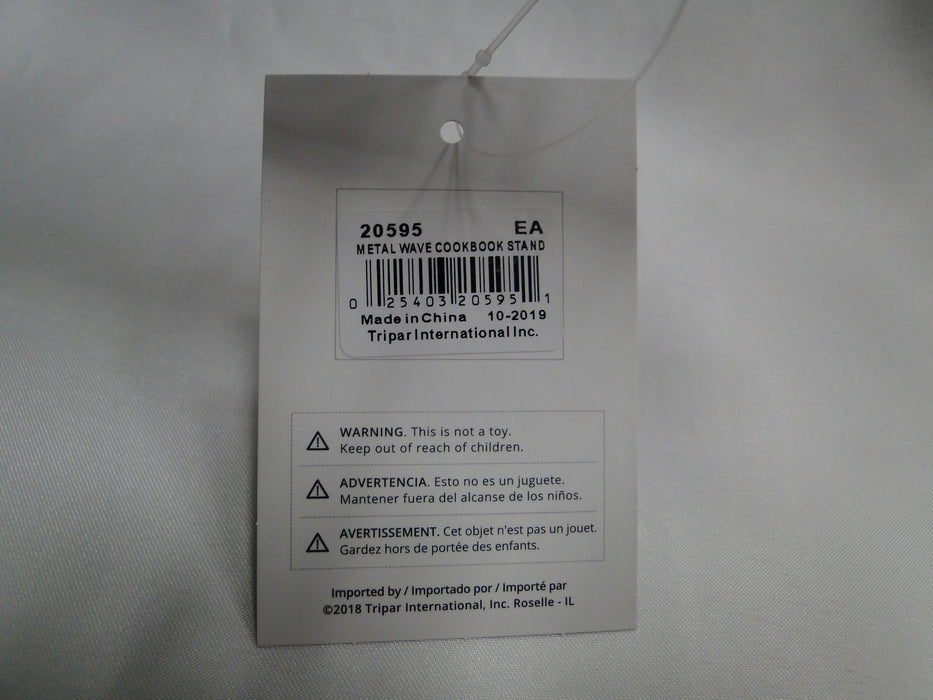 20595 EA
METAL WAVE COOKBOOK STAND
0 25403 20595 1
Made in China 10-2019
Tripar International Inc.
WARNING. This is not a toy.
Keep out of reach of children.
ADVERTENCIA. Esto no es un juguete.
Mantener fuera del alcanse de los niños.
AVERTISSEMENT. Cet objet n'est pas un jouet.
Gardez hors de portée des enfants.
Imported by / Importado por / Importé par
©2018 Tripar International, Inc. Roselle - IL